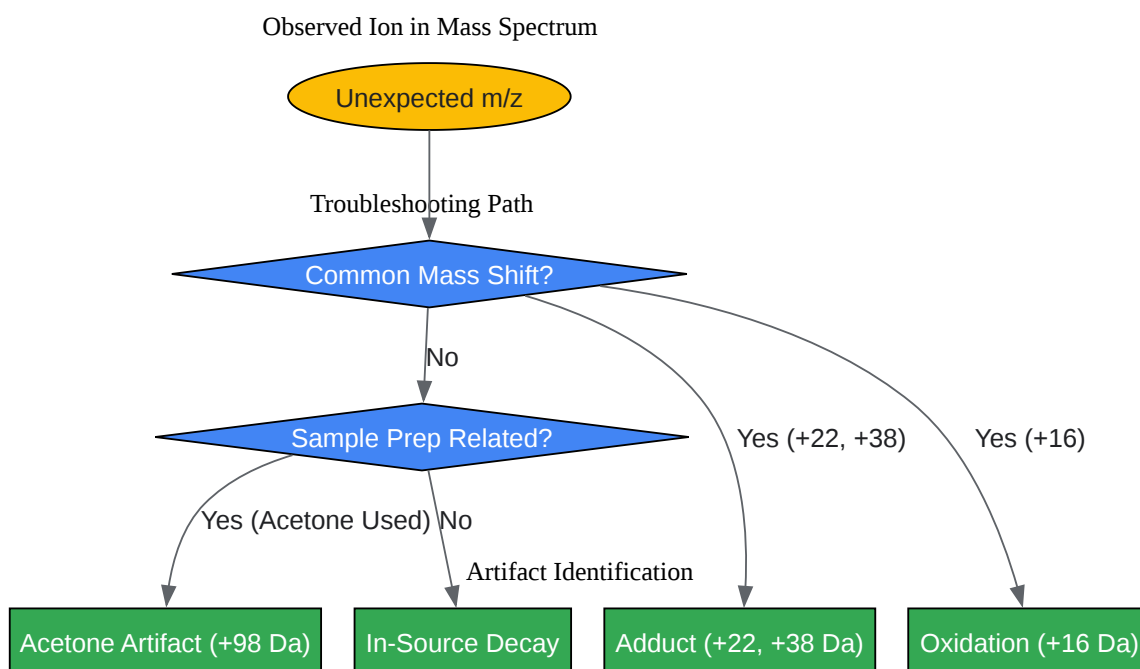 Observed Ion in Mass Spectrum
Unexpected m/z
Troubleshooting Path
Common Mass Shift?
No
Sample Prep Related?
Yes (+22, +38)
Yes (+16)
Yes (Acetone Used)
No
Artifact Identification
Acetone Artifact (+98 Da)
In-Source Decay
Adduct (+22, +38 Da)
Oxidation (+16 Da)